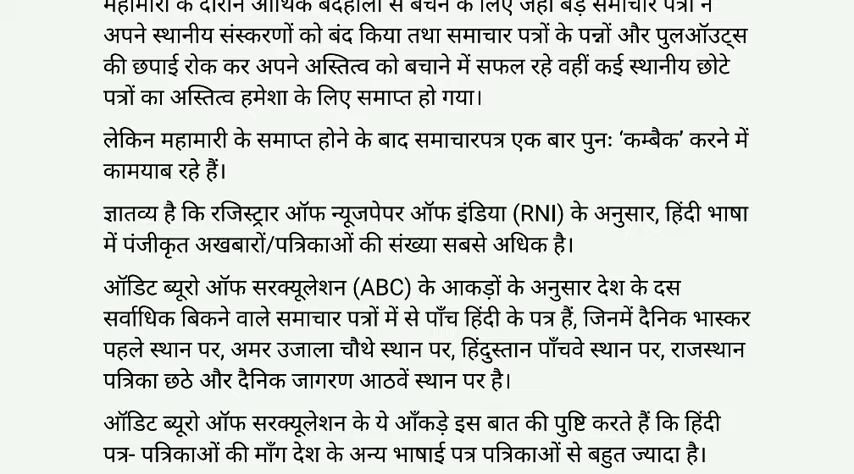 महामारी के दौरान आर्थिक बदहाली से बचने के लिए जहाँ बड़े समाचार पत्रों ने
अपने स्थानीय संस्करणों को बंद किया तथा समाचार पत्रों के पन्नों और पुलऑउट्स
की छपाई रोक कर अपने अस्तित्व को बचाने में सफल रहे वहीं कई स्थानीय छोटे
पत्रों का अस्तित्व हमेशा के लिए समाप्त हो गया।
लेकिन महामारी के समाप्त होने के बाद समाचारपत्र एक बार पुनः ‘कम्बैक’ करने में
कामयाब रहे हैं।
ज्ञातव्य है कि रजिस्ट्रार ऑफ न्यूजपेपर ऑफ इंडिया (RNI) के अनुसार, हिंदी भाषा
में पंजीकृत अखबारों/पत्रिकाओं की संख्या सबसे अधिक है।
ऑडिट ब्यूरो ऑफ सरक्यूलेशन (ABC) के आकड़ों के अनुसार देश के दस
सर्वाधिक बिकने वाले समाचार पत्रों में से पाँच हिंदी के पत्र हैं, जिनमें दैनिक भास्कर
पहले स्थान पर, अमर उजाला चौथे स्थान पर, हिंदुस्तान पाँचवे स्थान पर, राजस्थान
पत्रिका छठे और दैनिक जागरण आठवें स्थान पर है।
ऑडिट ब्यूरो ऑफ सरक्यूलेशन के ये आँकड़े इस बात की पुष्टि करते हैं कि हिंदी
पत्र- पत्रिकाओं की माँग देश के अन्य भाषाई पत्र पत्रिकाओं से बहुत ज्यादा है।